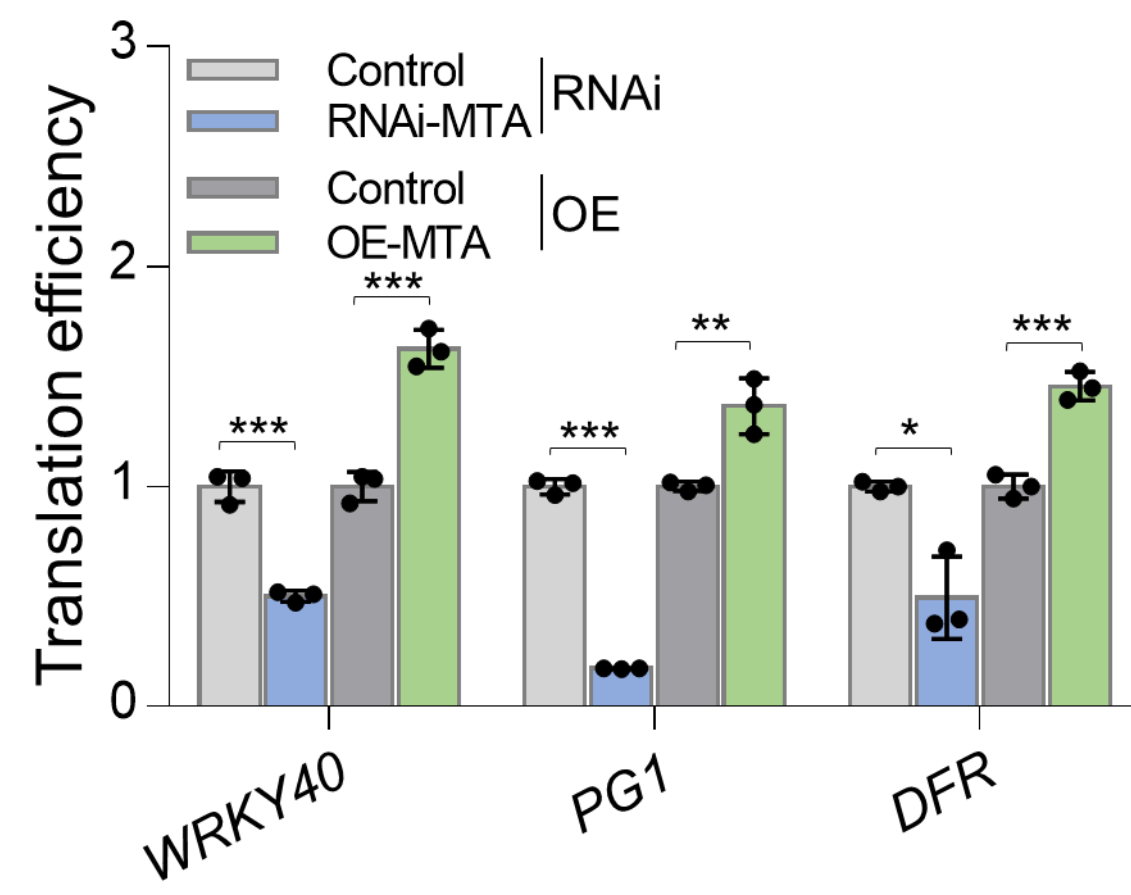 Translation efficiency
3
2
1
0
Control
RNAi-MTA
RNAi
Control
OE-MTA
OE
***
***
***
**
*
***
WRKY40
PG1
DFR